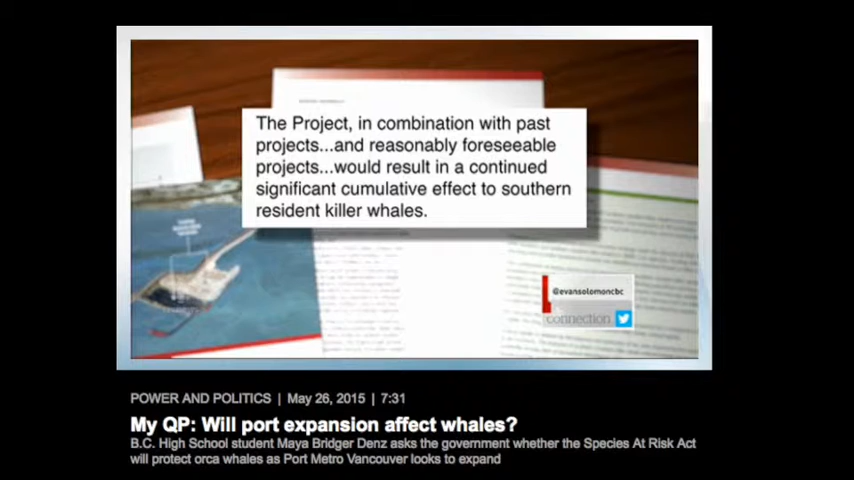 The Project, in combination with past
projects...and reasonably foreseeable
projects...would result in a continued
significant cumulative effect to southern
resident killer whales.
@evansolomoncbc
connection
POWER AND POLITICS | May 26, 2015 | 7:31
My QP: Will port expansion affect whales?
B.C. High School student Maya Bridger Denz asks the government whether the Species At Risk Act
will protect orca whales as Port Metro Vancouver looks to expand